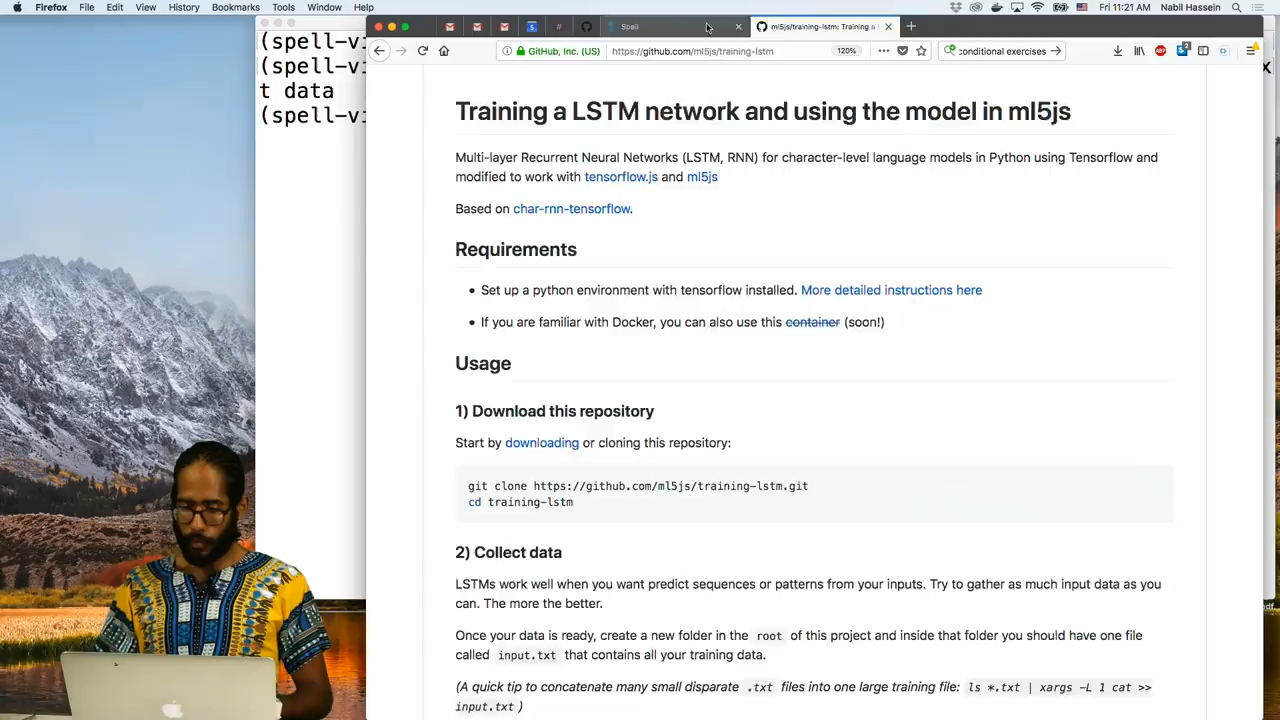 Firefox File Edit View History Bookmarks Tools Window Help
Fri 11:21 AM Nabil Hassein
Spell
ml5js/training-lstm: Training a
GitHub, Inc. (US)
https://github.com/ml5js/training-lstm
120%
conditional exercises
(spell-vi
(spell-vi
t data
(spell-vi
Training a LSTM network and using the model in ml5js
Multi-layer Recurrent Neural Networks (LSTM, RNN) for character-level language models in Python using Tensorflow and
modified to work with tensorflow.js and ml5js
Based on char-rnn-tensorflow.
Requirements
• Set up a python environment with tensorflow installed. More detailed instructions here
• If you are familiar with Docker, you can also use this container (soon!)
Usage
1) Download this repository
Start by downloading or cloning this repository:
git clone https://github.com/ml5js/training-lstm.git
cd training-lstm
2) Collect data
LSTMs work well when you want predict sequences or patterns from your inputs. Try to gather as much input data as you
can. The more the better.
Once your data is ready, create a new folder in the root of this project and inside that folder you should have one file
called input.txt that contains all your training data.
(A quick tip to concatenate many small disparate .txt files into one large training file: ls *.txt | xargs -L 1 cat >>
input.txt )